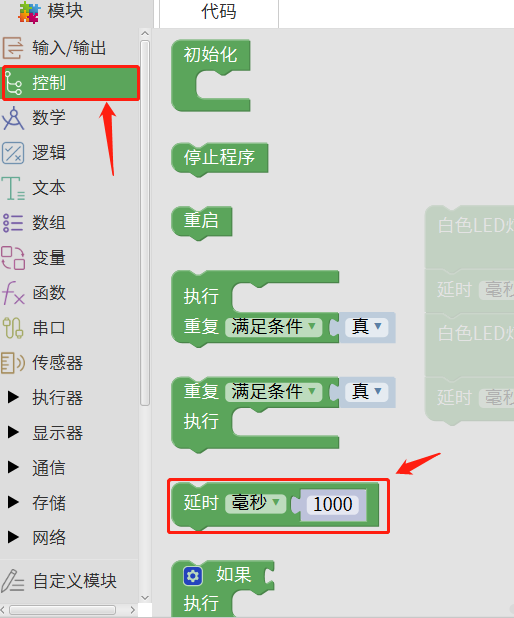 模块
代码
输入/输出
控制
数学
逻辑
文本
数组
变量
函数
串口
传感器
执行器
显示器
通信
存储
网络
自定义模块
初始化
停止程序
重启
执行
重复 满足条件 真
重复 满足条件 真
执行
延时 毫秒 1000
如果
执行
白色LED
延时 毫秒
白色LED
延时 毫秒